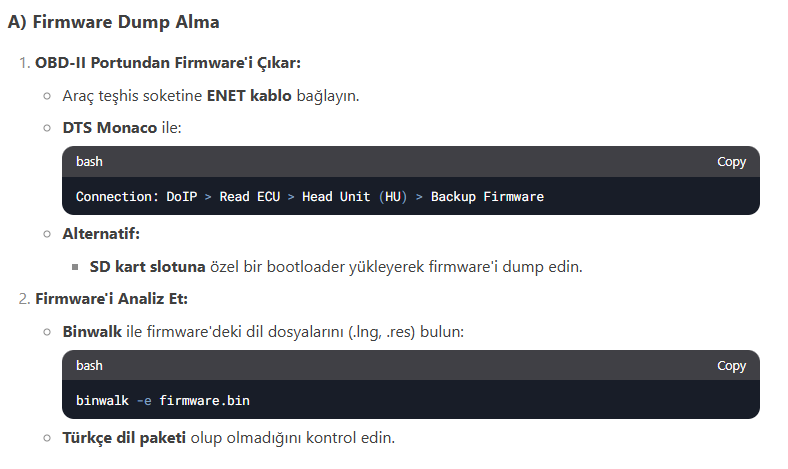 A) Firmware Dump Alma
1. OBD-II Portundan Firmware'i Çıkar:
Araç teşhis soketine ENET kablo bağlayın.
DTS Monaco ile:
bash Copy
Connection: DoIP > Read ECU > Head Unit (HU) > Backup Firmware
Alternatif:
SD kart slotuna özel bir bootloader yükleyerek firmware'i dump edin.
2. Firmware'i Analiz Et:
Binwalk ile firmware'deki dil dosyalarını (.lng, .res) bulun:
bash Copy
binwalk -e firmware.bin
Türkçe dil paketi olup olmadığını kontrol edin.